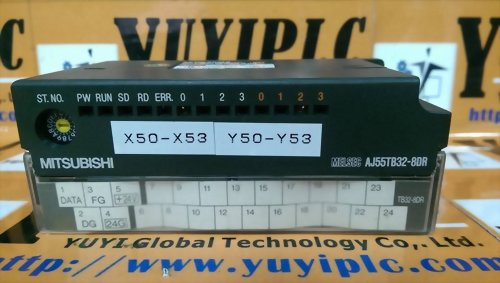 YUYIPLC
ST. NO. PW RUN SD RD ERR. 0 1 2 3 0 1 2 3
X50-X53 Y50-Y53
MITSUBISHI MELSEC AJ55TB32-8DR
1 3 5 9 11 13 15 17 19 21 23
DATA FG +24V TB32-8DR
2 4 6 8 12 14 16 18 20 22 24
DG 24G
YUYI Global Technology Co,. Ltd.
http://www.yuyiplc.com